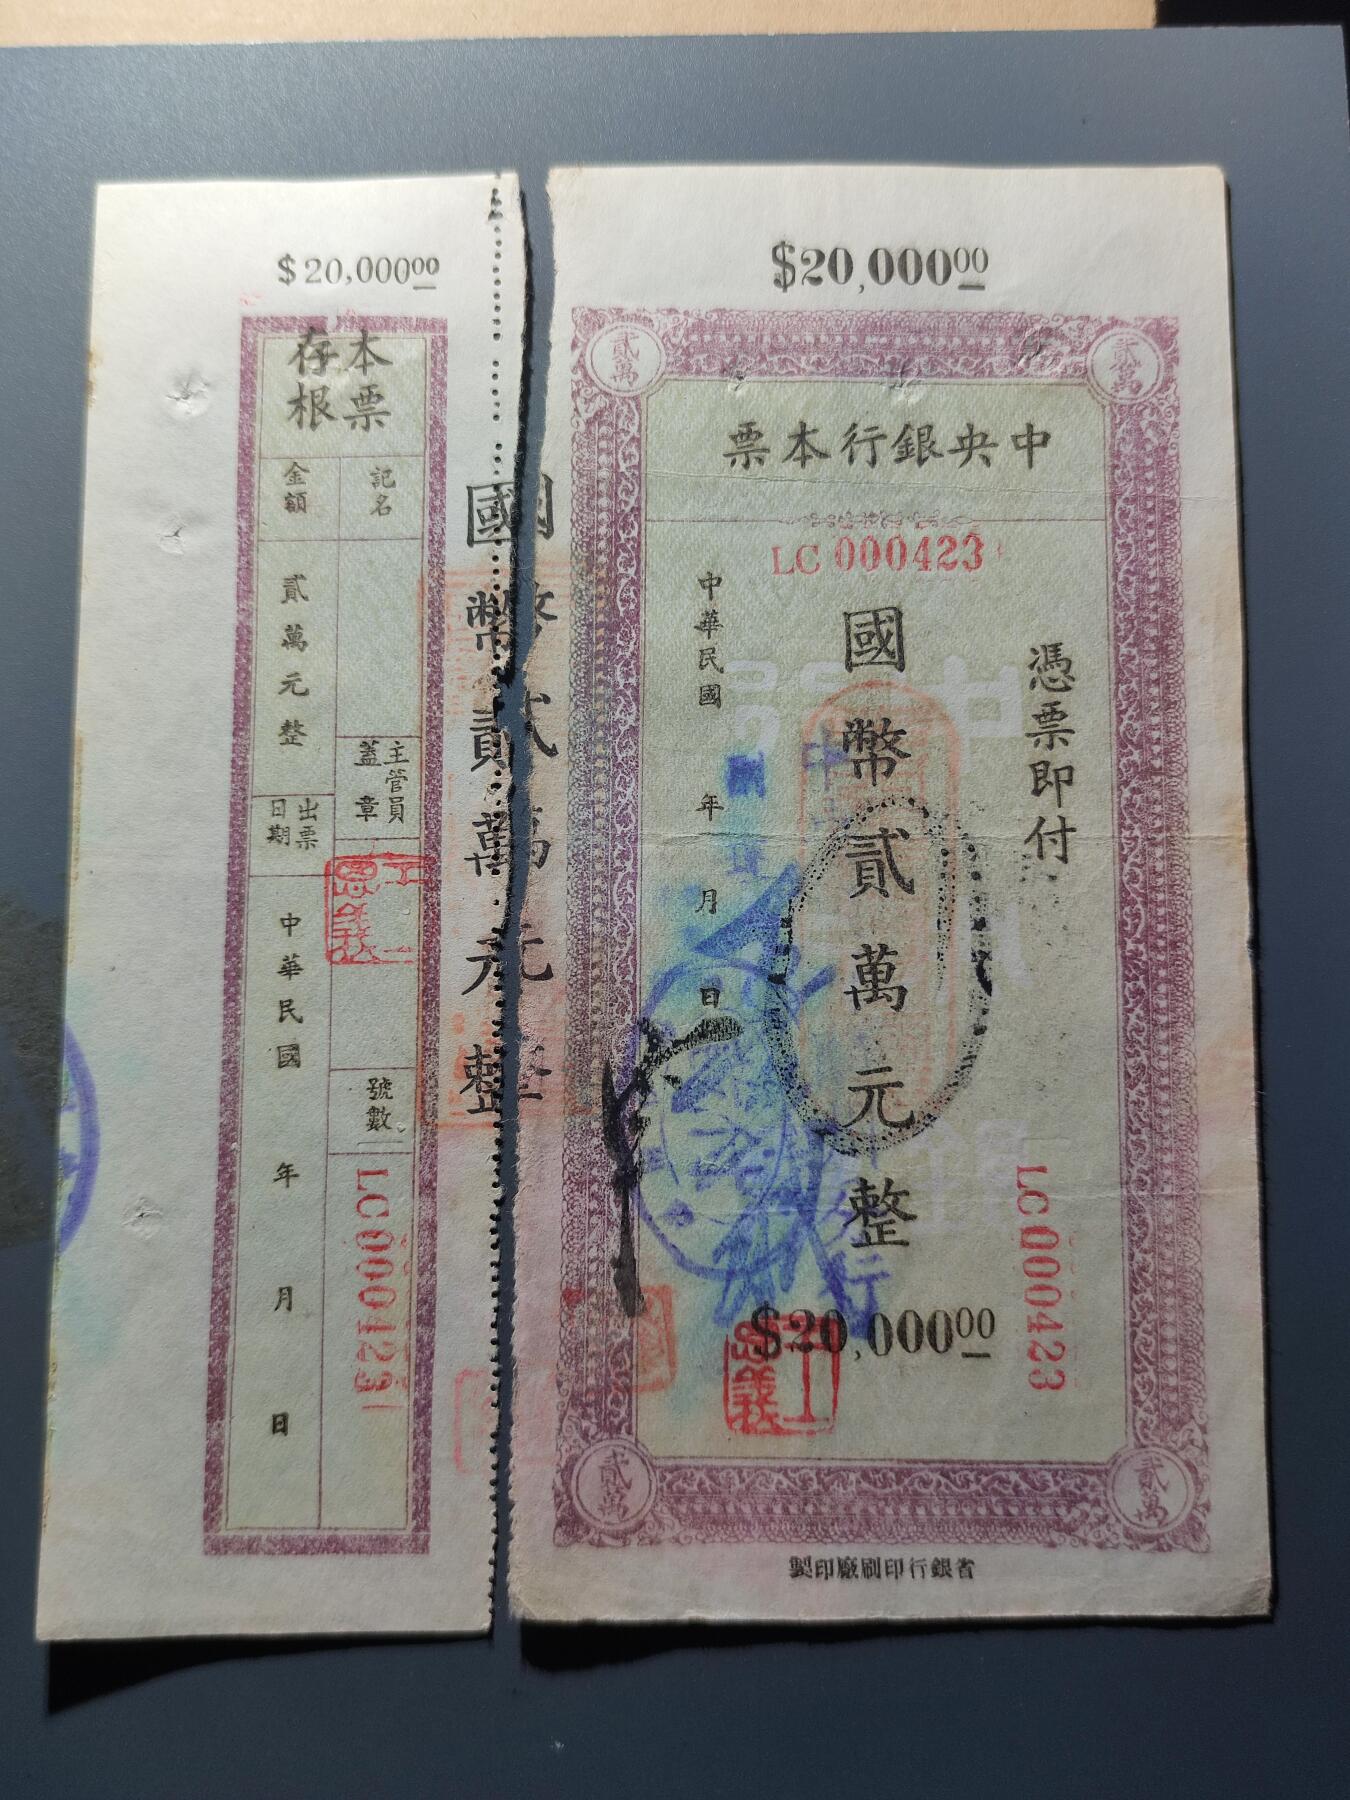 $20,000⁰⁰
本票
存根
記名
金額
貳萬元整
主管員
蓋章
出票
日期
中華民國 年 月 日
號數
LC000423
國幣貳萬元整
$20,000⁰⁰
貳萬
貳萬
中央銀行本票
LC 000423
憑票即付
國幣貳萬元整
中華民國 年 月 日
LC000423
$20,000⁰⁰
貳萬
貳萬
省銀行印刷廠印製